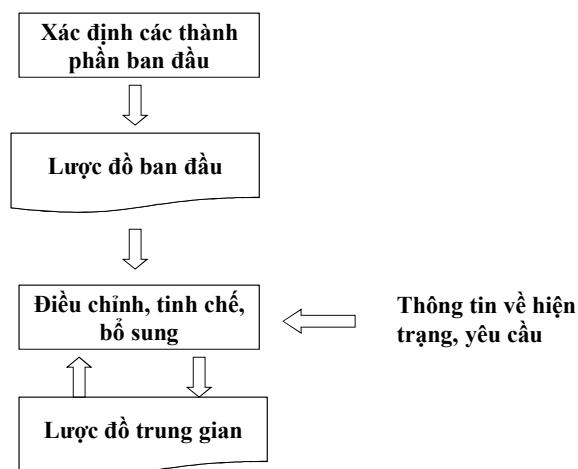 Xác định các thành
phần ban đầu
Lược đồ ban đầu
Điều chỉnh, tinh chế,
bổ sung
Thông tin về hiện
trạng, yêu cầu
Lược đồ trung gian